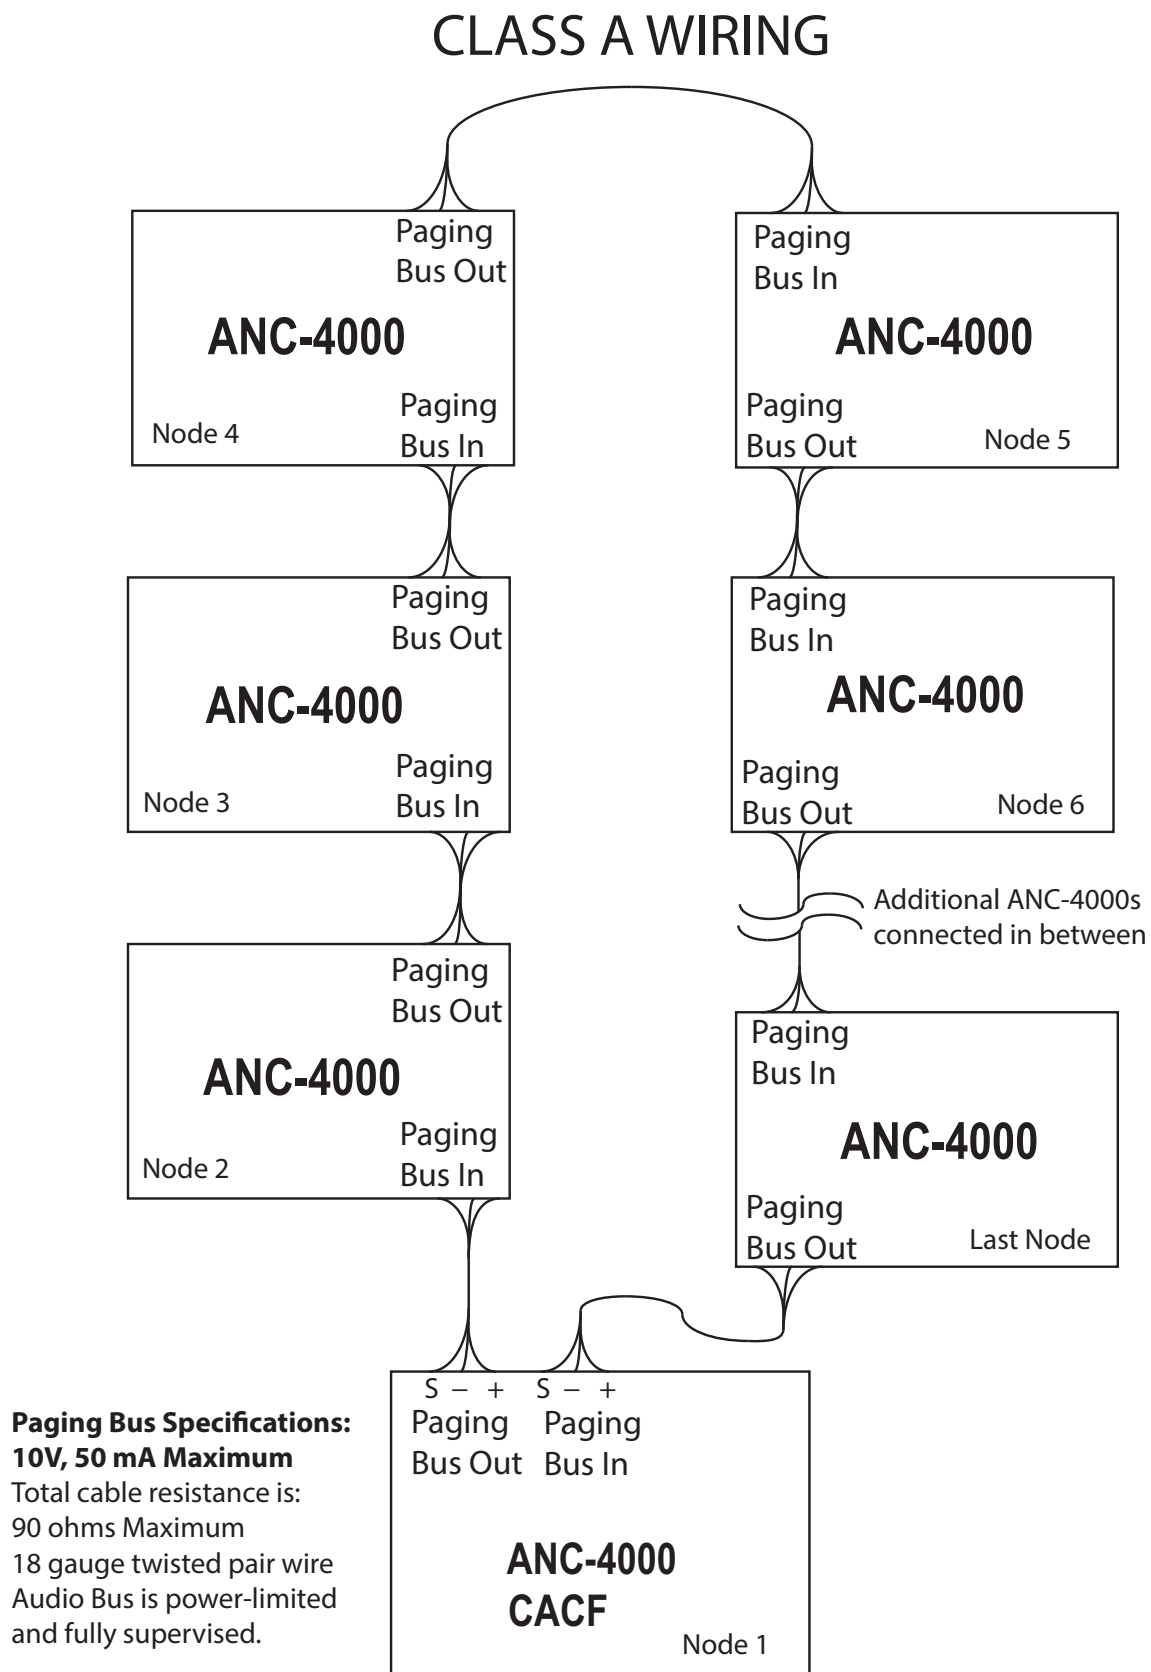 CLASS A WIRING
Paging
Bus Out
ANC-4000
Paging
Bus In
Node 4
Paging
Bus In
ANC-4000
Paging
Bus Out
Node 5
Paging
Bus Out
ANC-4000
Paging
Bus In
Node 3
Paging
Bus In
ANC-4000
Paging
Bus Out
Node 6
Additional ANC-4000s
connected in between
Paging
Bus Out
ANC-4000
Paging
Bus In
Node 2
Paging
Bus In
ANC-4000
Paging
Bus Out
Last Node
S – + S – +
Paging
Bus Out
Paging
Bus In
ANC-4000
CACF
Node 1
Paging Bus Specifications:
10V, 50 mA Maximum
Total cable resistance is:
90 ohms Maximum
18 gauge twisted pair wire
Audio Bus is power-limited
and fully supervised.